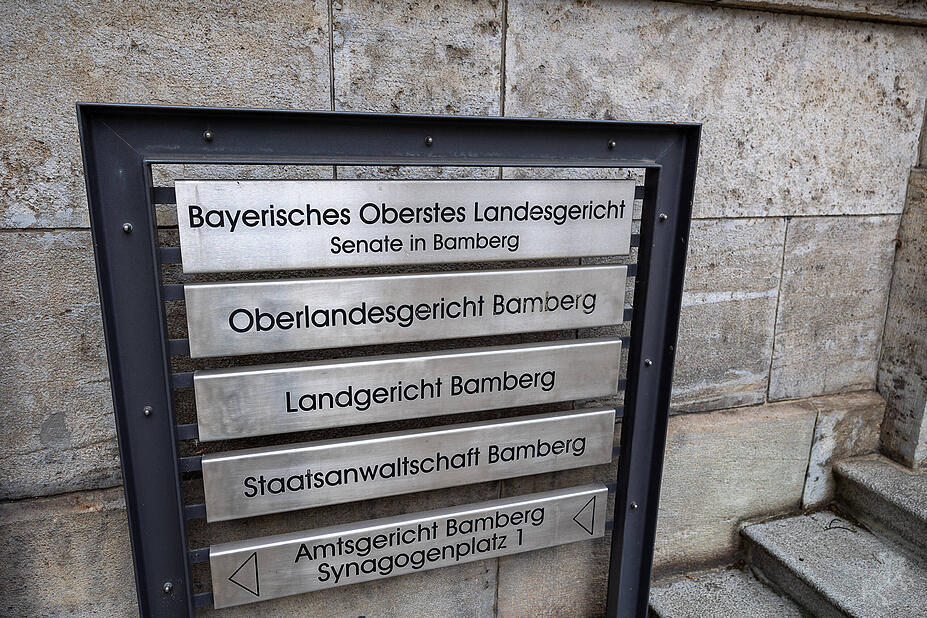 Bayerisches Oberstes Landesgericht
Senate in Bamberg
Oberlandesgericht Bamberg
Landgericht Bamberg
Staatsanwaltschaft Bamberg
Amtsgericht Bamberg
Synagogenplatz 1